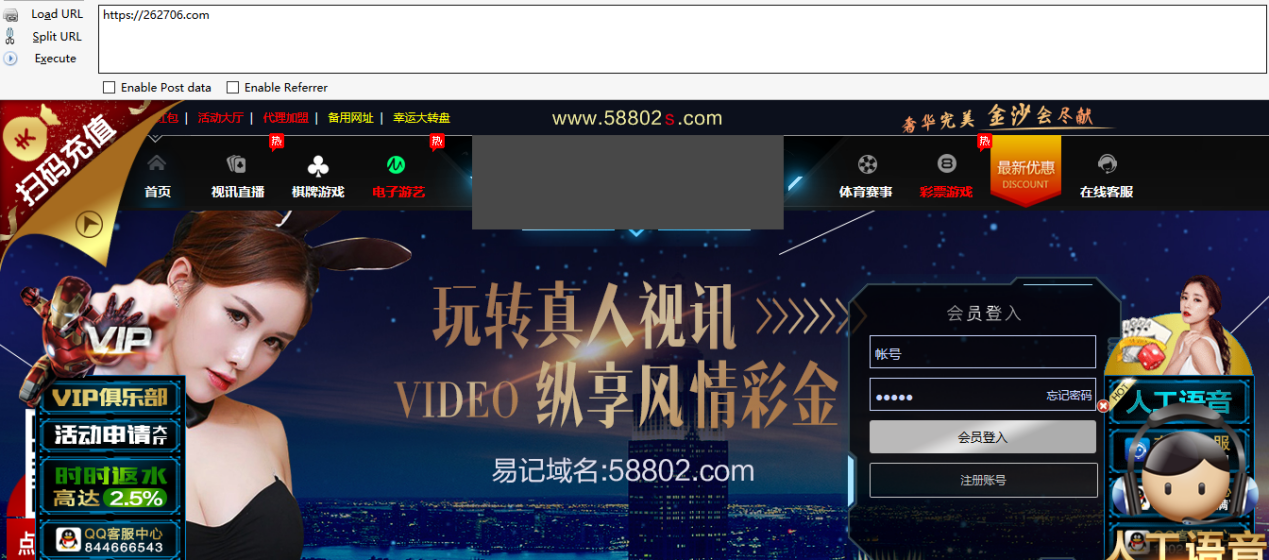 Load URL
https://262706.com
Split URL
Execute
Enable Post data
Enable Referrer
扫码充值
红包 | 活动大厅 | 代理加盟 | 备用网址 | 幸运大转盘
www.58802s.com
奢华完美 金沙会尽献
热
热
热
首页
视讯直播
棋牌游戏
电子游艺
体育赛事
彩票游戏
最新优惠
DISCOUNT
在线客服
玩转真人视讯
VIDEO 纵享风情彩金
易记域名:58802.com
会员登入
帐号
忘记密码
会员登入
注册账号
VIP
VIP俱乐部
活动申请大厅
时时返水
高达 2.5%
QQ客服中心
844666543
点
HOT
人工语音
服
心
人工语音